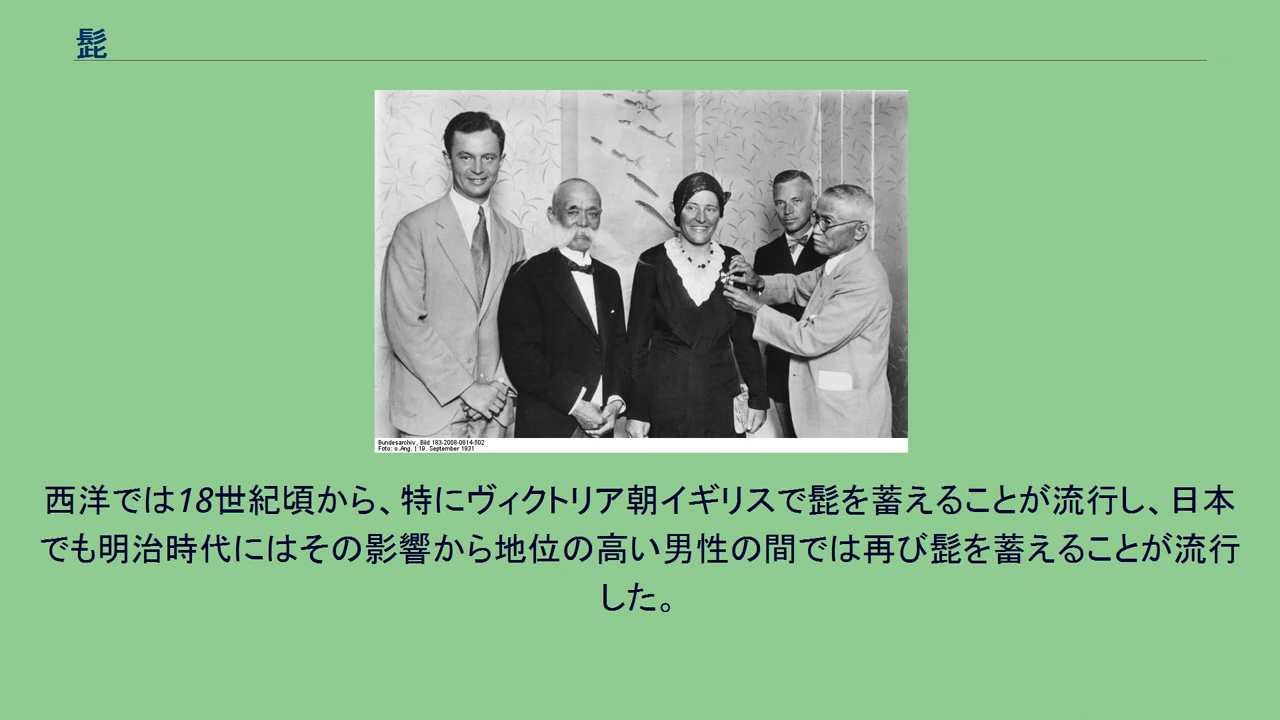 髭
Bundesarchiv, Bild 183-2008-0814-502
Foto: o.Ang. | 19. September 1931
西洋では18世紀頃から、特にヴィクトリア朝イギリスで髭を蓄えることが流行し、日本
でも明治時代にはその影響から地位の高い男性の間では再び髭を蓄えることが流行
した。